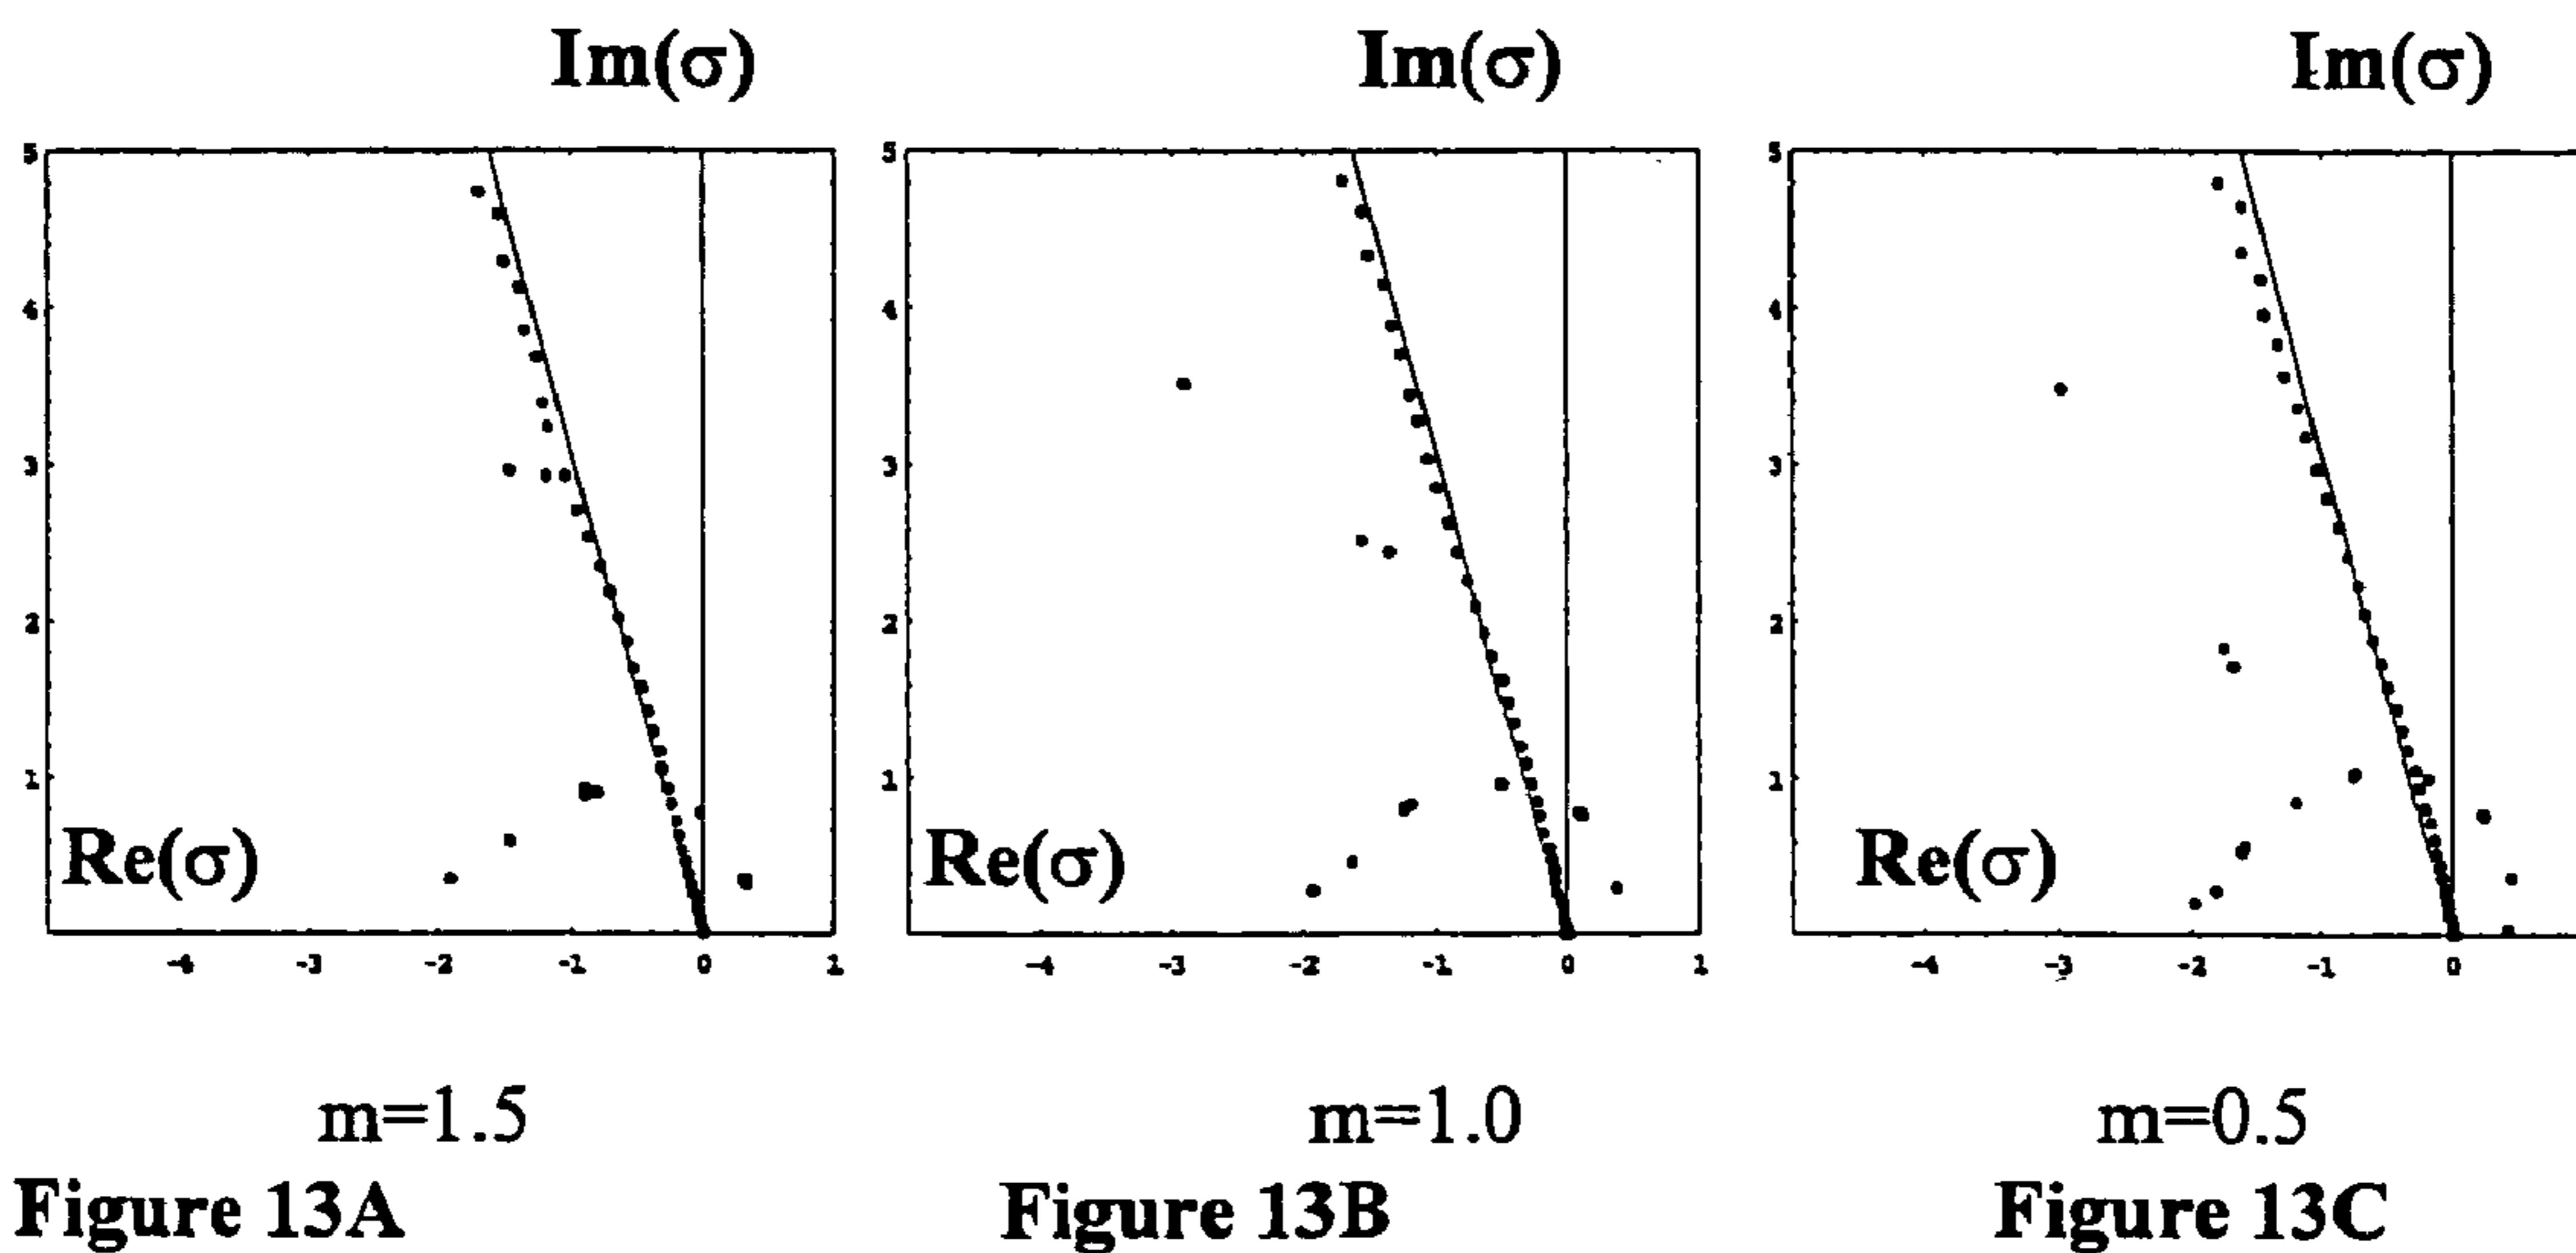 Im(σ) Im(σ) Im(σ)
5 5 5
4 4 4
3 3 3
2 2 2
1 1 1
Re(σ) Re(σ) Re(σ)
-4 -3 -2 -1 0 1 -4 -3 -2 -1 0 1 -4 -3 -2 -1 0
m=1.5 m=1.0 m=0.5
Figure 13A Figure 13B Figure 13C